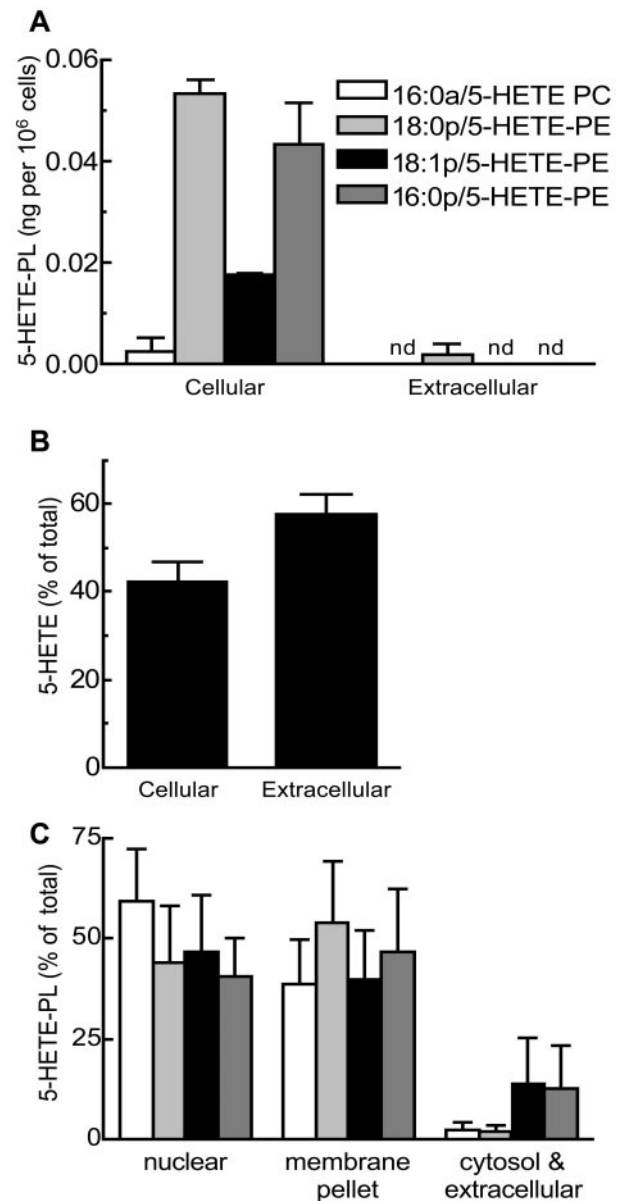 A
5-HETE-PL (ng per 10⁶ cells)
0.06
0.04
0.02
0.00
16:0a/5-HETE PC
18:0p/5-HETE-PE
18:1p/5-HETE-PE
16:0p/5-HETE-PE
nd
nd
nd
Cellular
Extracellular
B
5-HETE (% of total)
60
40
20
0
Cellular
Extracellular
C
5-HETE-PL (% of total)
75
50
25
0
nuclear
membrane
pellet
cytosol &
extracellular